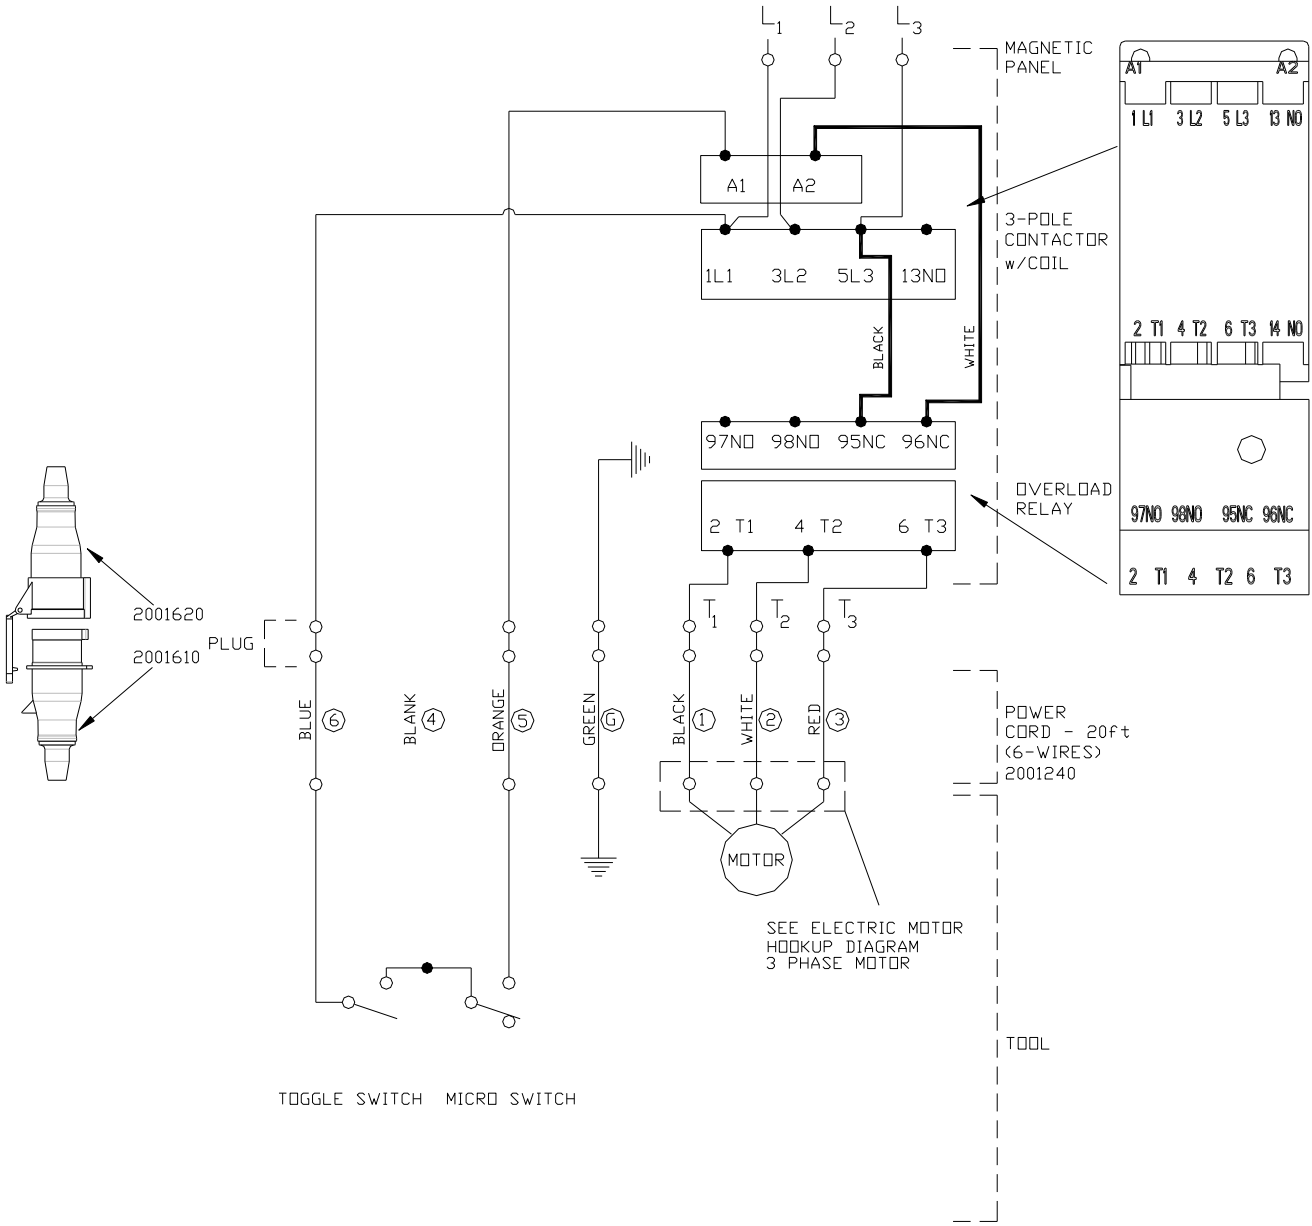 L1 L2 L3
MAGNETIC
PANEL
A1 A2
1 L1 3 L2 5 L3 13 NO
A1 A2
3-POLE
CONTACTOR
w/COIL
1L1 3L2 5L3 13NO
BLACK
WHITE
2 T1 4 T2 6 T3 14 NO
97NO 98NO 95NC 96NC
OVERLOAD
RELAY
97NO 98NO 95NC 96NC
2 T1 4 T2 6 T3
2 T1 4 T2 6 T3
T1 T2 T3
2001620
PLUG
2001610
BLUE 6
BLANK 4
ORANGE 5
GREEN G
BLACK 1
WHITE 2
RED 3
POWER
CORD - 20ft
(6-WIRES)
2001240
MOTOR
SEE ELECTRIC MOTOR
HOOKUP DIAGRAM
3 PHASE MOTOR
TOOL
TOGGLE SWITCH MICRO SWITCH